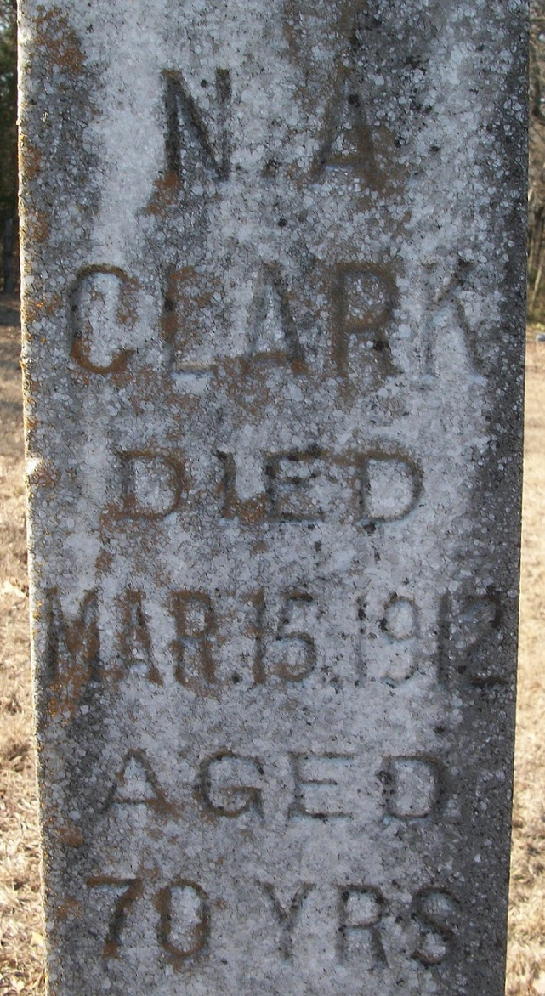 N. A
CLARK
DIED
MAR. 15. 1912
AGED
70 YRS